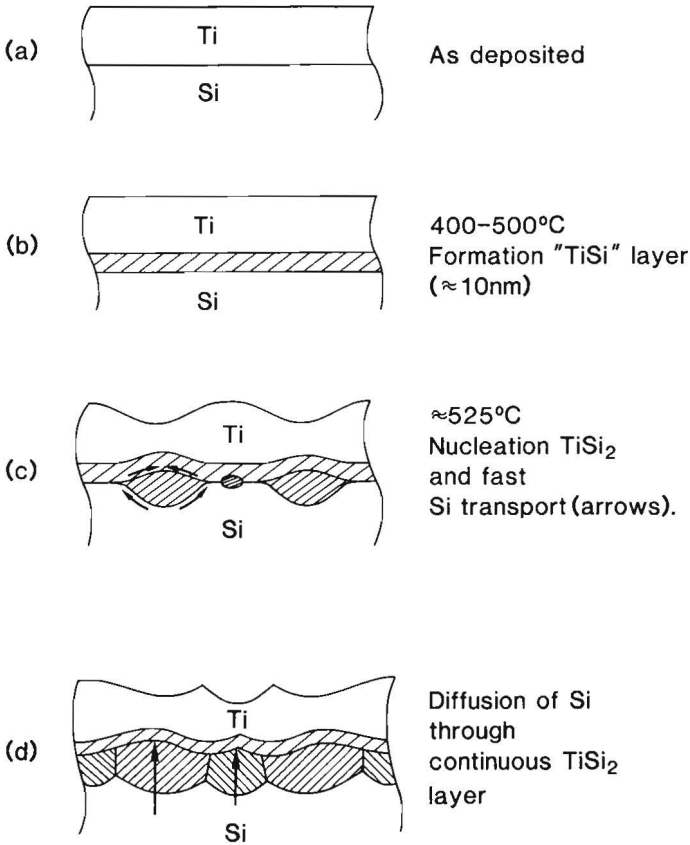 (a)
Ti
Si
As deposited
(b)
Ti
Si
400-500°C
Formation "TiSi" layer
(≈10nm)
(c)
Ti
Si
≈525°C
Nucleation TiSi₂
and fast
Si transport (arrows).
(d)
Ti
Si
Diffusion of Si
through
continuous TiSi₂
layer